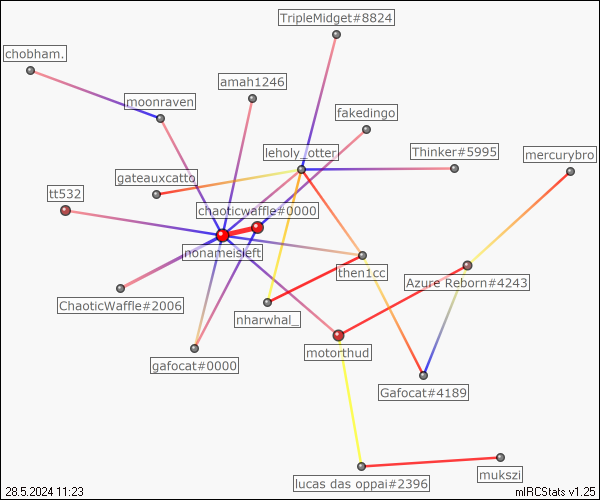 TripleMidget#8824
chobham.
amah1246
moonraven
fakedingo
leholy_otter
Thinker#5995
mercurybro
gateauxcatto
tt532
chaoticwaffle#0000
nonameisleft
then1cc
Azure Reborn#4243
ChaoticWaffle#2006
nharwhal_
motorthud
gafocat#0000
Gafocat#4189
mukszi
lucas das oppai#2396
28.5.2024 11:23
mIRCStats v1.25